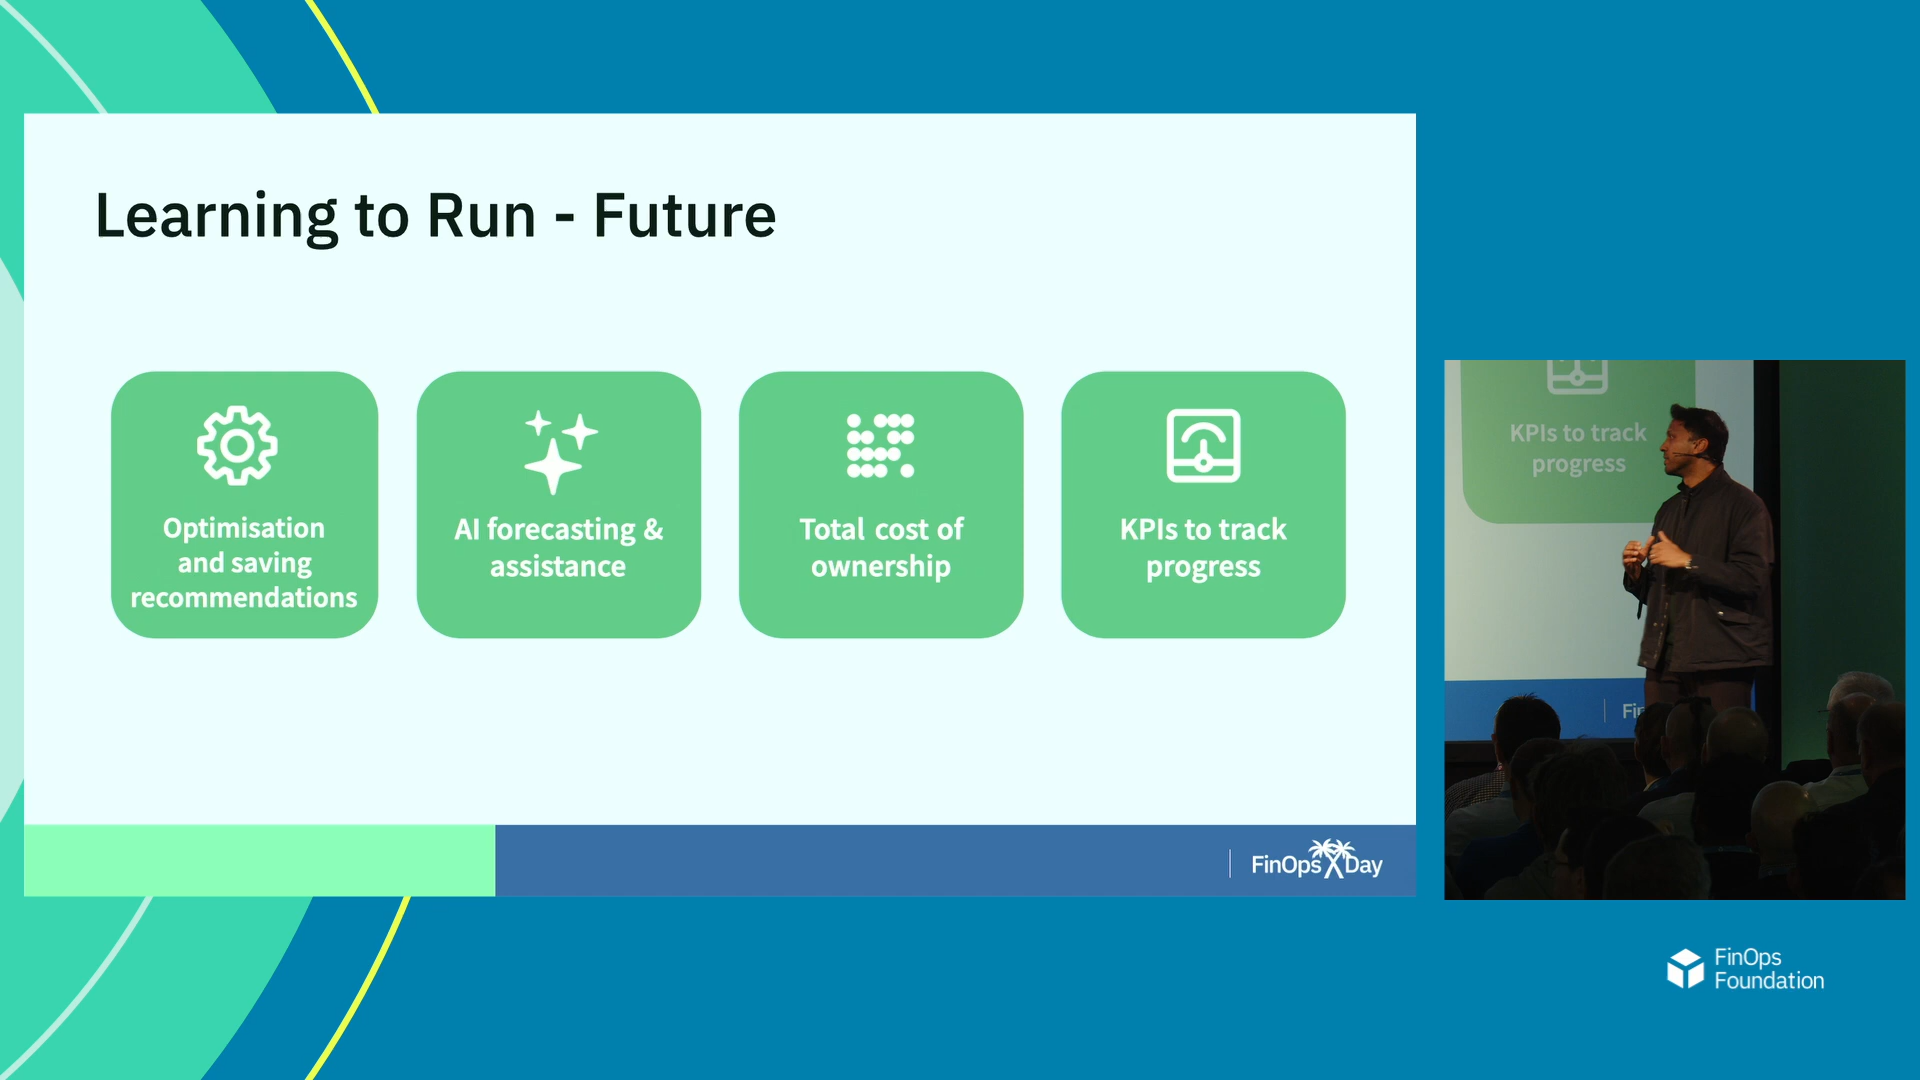 Learning to Run - Future
Optimisation
and saving
recommendations
AI forecasting &
assistance
Total cost of
ownership
KPIs to track
progress
FinOps X Day
KPIs to track
progress
Fin
FinOps
Foundation